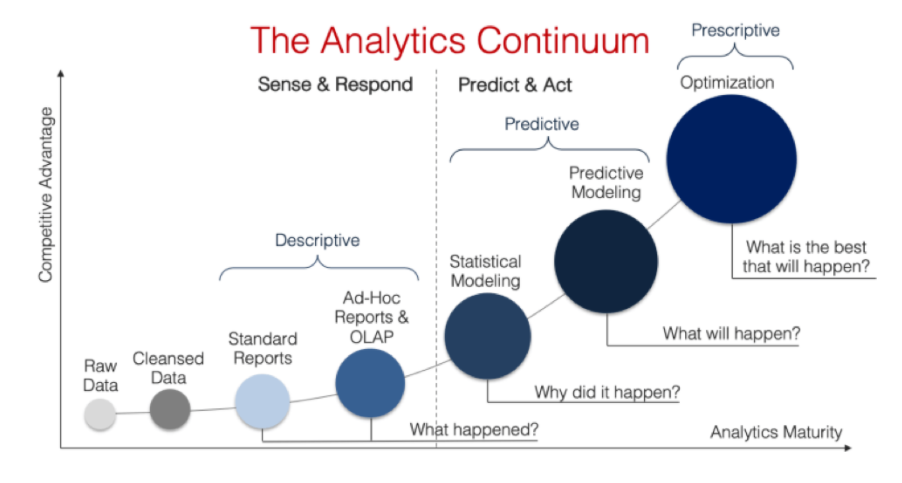 The Analytics Continuum
Prescriptive
Sense & Respond
Predict & Act
Optimization
Predictive
Predictive
Modeling
Competitive Advantage
Descriptive
What is the best
that will happen?
Statistical
Modeling
Ad-Hoc
Reports &
OLAP
Standard
Reports
What will happen?
Raw
Data
Cleansed
Data
Why did it happen?
What happened?
Analytics Maturity